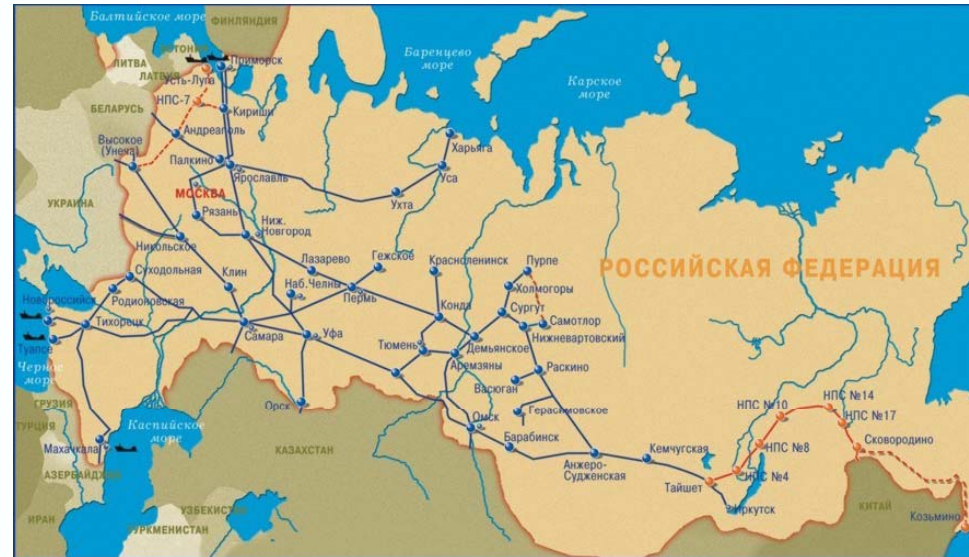 Балтийское море
ФИНЛЯНДИЯ
ЭСТОНИЯ
ЛИТВА
ЛАТВИЯ
Приморск
Усть-Луга
Баренцево
море
Карское
море
НПС-7
Кириши
БЕЛАРУСЬ
Андреаполь
Харьяга
Высокое
(Унеча)
Палкино
Ярославль
Уса
МОСКВА
Ухта
УКРАИНА
Рязань
Ниж.
Новгород
Никольское
Суходольная
Клин
Лазарево
Гежское
Красноленинск
Пурпе
РОССИЙСКАЯ ФЕДЕРАЦИЯ
Наб.Челны
Пермь
Холмогоры
Новороссийск
Родионовская
Конда
Сургут
Самотлор
Тихорецк
Самара
Уфа
Тюмень
Демьянское
Нижневартовский
Туапсе
Аремзяны
Черное
море
Раскино
Васюган
ГРУЗИЯ
Орск
Герасимовское
НПС №10
НПС №14
НПС №17
ТУРЦИЯ
Каспийское
море
Омск
Махачкала
КАЗАХСТАН
Барабинск
Кемчугская
НПС №8
Сковородино
Анжеро-
Судженская
Тайшет
НПС №4
АЗЕРБАЙДЖАН
Иркутск
КИТАЙ
УЗБЕКИСТАН
Козьмино
ИРАН
ТУРКМЕНИСТАН